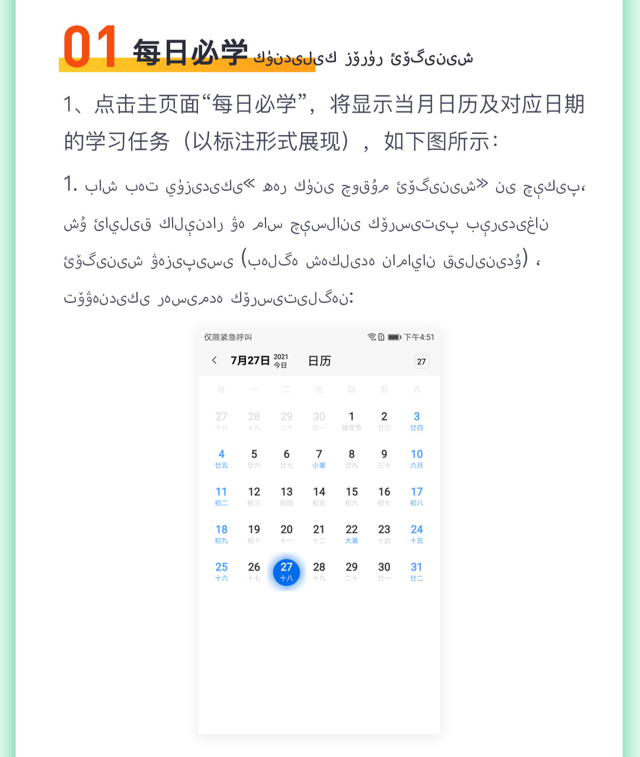 01 每日必学 كۈندىلىك زۆرۈر ئۆگىنىش
1、点击主页面“每日必学”，将显示当月日历及对应日期
的学习任务（以标注形式展现），如下图所示：
1. باش بەت يۈزىدىكى «ھەر كۈنى چوقۇم ئۆگىنىش» نى چېكىپ،
شۇ ئايلىق كالېندار ۋە ماس چېسلانى كۆرسىتىپ بېرىدىغان
ئۆگىنىش ۋەزىپىسى (بەلگە شەكلىدە نامايان قىلىنىدۇ) ،
تۆۋەندىكى رەسىمدە كۆرسىتىلگەن:
仅限紧急呼叫 下午4:51
7月27日 2021 今日 日历 27
日 一 二 三 四 五 六
27 28 29 30 1 2 3
十八 十九 二十 廿一 建党节 廿三 廿四
4 5 6 7 8 9 10
廿五 廿六 廿七 小暑 廿九 三十 六月
11 12 13 14 15 16 17
初二 初三 初四 初五 初六 初七 初八
18 19 20 21 22 23 24
初九 初十 十一 十二 大暑 十四 十五
25 26 27 28 29 30 31
十六 十七 十八 十九 二十 廿一 廿二